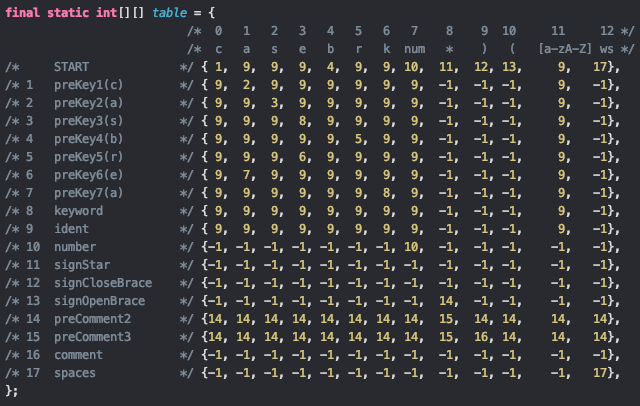 final static int[][] table = {
/* 0 1 2 3 4 5 6 7 8 9 10 11 12 */
/* c a s e b r k num * ) ( [a-zA-Z] ws */
/* START */ { 1, 9, 9, 9, 4, 9, 9, 10, 11, 12, 13, 9, 17},
/* 1 preKey1(c) */ { 9, 2, 9, 9, 9, 9, 9, 9, -1, -1, -1, 9, -1},
/* 2 preKey2(a) */ { 9, 9, 3, 9, 9, 9, 9, 9, -1, -1, -1, 9, -1},
/* 3 preKey3(s) */ { 9, 9, 9, 8, 9, 9, 9, 9, -1, -1, -1, 9, -1},
/* 4 preKey4(b) */ { 9, 9, 9, 9, 9, 5, 9, 9, -1, -1, -1, 9, -1},
/* 5 preKey5(r) */ { 9, 9, 9, 6, 9, 9, 9, 9, -1, -1, -1, 9, -1},
/* 6 preKey6(e) */ { 9, 7, 9, 9, 9, 9, 9, 9, -1, -1, -1, 9, -1},
/* 7 preKey7(a) */ { 9, 9, 9, 9, 9, 9, 8, 9, -1, -1, -1, 9, -1},
/* 8 keyword */ { 9, 9, 9, 9, 9, 9, 9, 9, -1, -1, -1, 9, -1},
/* 9 ident */ { 9, 9, 9, 9, 9, 9, 9, 9, -1, -1, -1, 9, -1},
/* 10 number */ {-1, -1, -1, -1, -1, -1, -1, 10, -1, -1, -1, -1, -1},
/* 11 signStar */ {-1, -1, -1, -1, -1, -1, -1, -1, -1, -1, -1, -1, -1},
/* 12 signCloseBrace */ {-1, -1, -1, -1, -1, -1, -1, -1, -1, -1, -1, -1, -1},
/* 13 signOpenBrace */ {-1, -1, -1, -1, -1, -1, -1, -1, 14, -1, -1, -1, -1},
/* 14 preComment2 */ {14, 14, 14, 14, 14, 14, 14, 14, 15, 14, 14, 14, 14},
/* 15 preComment3 */ {14, 14, 14, 14, 14, 14, 14, 14, 15, 16, 14, 14, 14},
/* 16 comment */ {-1, -1, -1, -1, -1, -1, -1, -1, -1, -1, -1, -1, -1},
/* 17 spaces */ {-1, -1, -1, -1, -1, -1, -1, -1, -1, -1, -1, -1, 17},
};